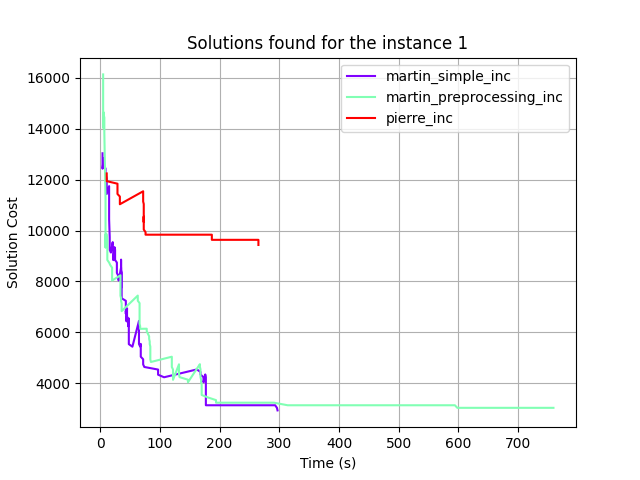 Solutions found for the instance 1
martin_simple_inc
martin_preprocessing_inc
pierre_inc
Solution Cost
16000
14000
12000
10000
8000
6000
4000
0 100 200 300 400 500 600 700
Time (s)